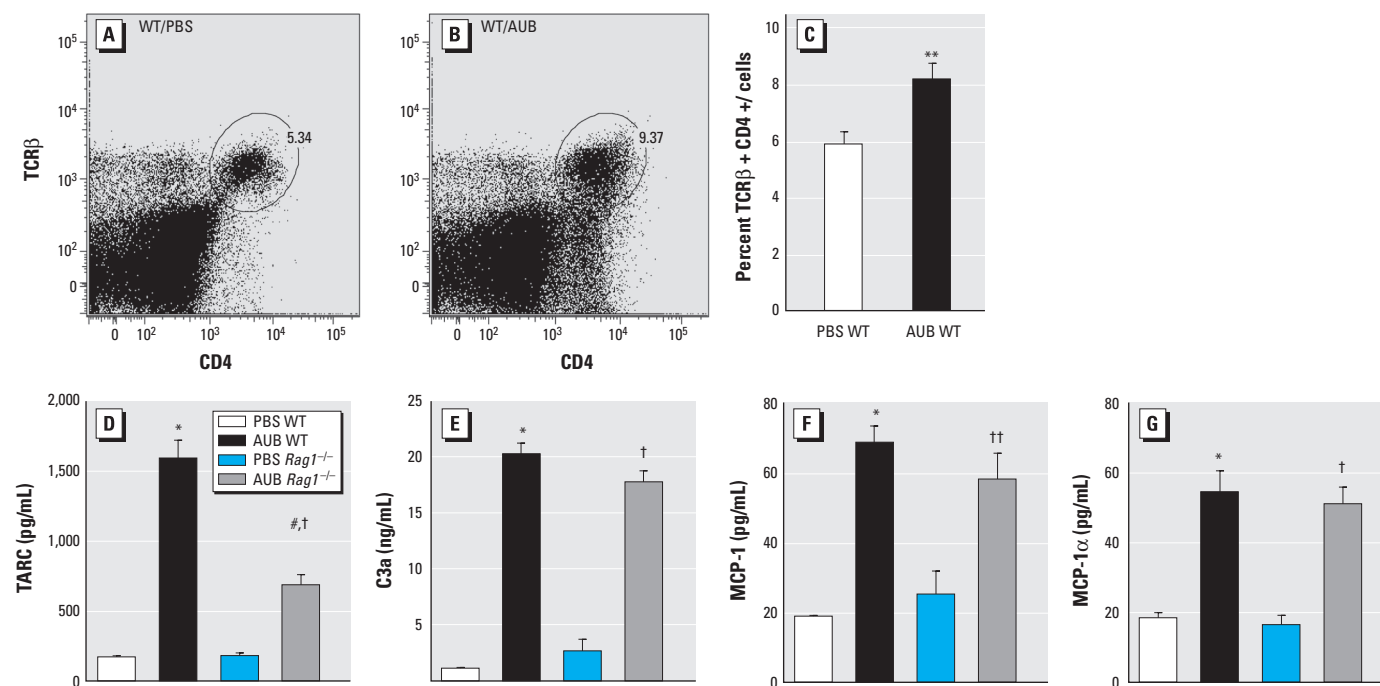 A WT/PBS
10⁵
10⁴
10³
10²
0
TCRβ
5.34
0 10² 10³ 10⁴ 10⁵
CD4
B WT/AUB
10⁵
10⁴
10³
10²
0
9.37
0 10² 10³ 10⁴ 10⁵
CD4
C
Percent TCRβ + CD4 +/ cells
10
8
6
4
2
0
**
PBS WT AUB WT
D
TARC (pg/mL)
2,000
1,500
1,000
500
0
PBS WT
AUB WT
PBS Rag1⁻/⁻
AUB Rag1⁻/⁻
*
#,†
E
C3a (ng/mL)
25
20
15
10
5
*
†
F
MCP-1 (pg/mL)
80
60
40
20
0
*
††
G
MCP-1α (pg/mL)
80
60
40
20
0
*
†